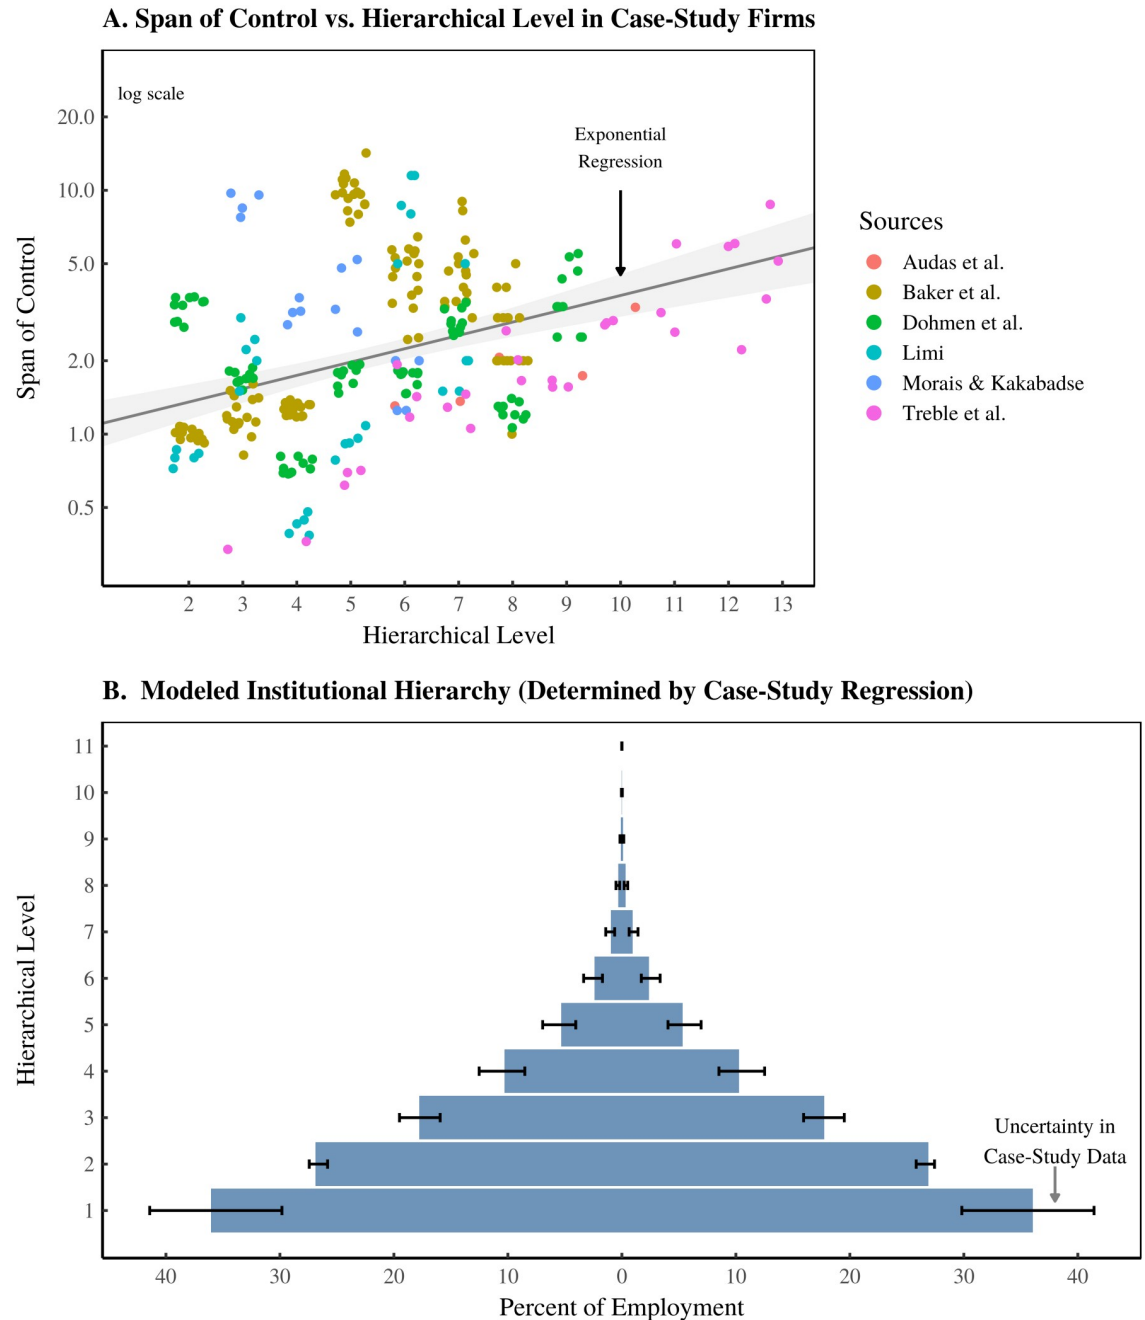 A. Span of Control vs. Hierarchical Level in Case-Study Firms
log scale
Exponential
Regression
20.0
10.0
5.0
2.0
1.0
0.5
Span of Control
2 3 4 5 6 7 8 9 10 11 12 13
Hierarchical Level
Sources
Audas et al.
Baker et al.
Dohmen et al.
Limi
Morais & Kakabadse
Treble et al.
B. Modeled Institutional Hierarchy (Determined by Case-Study Regression)
11
10
9
8
7
6
5
4
3
2
1
Hierarchical Level
Uncertainty in
Case-Study Data
40 30 20 10 0 10 20 30 40
Percent of Employment